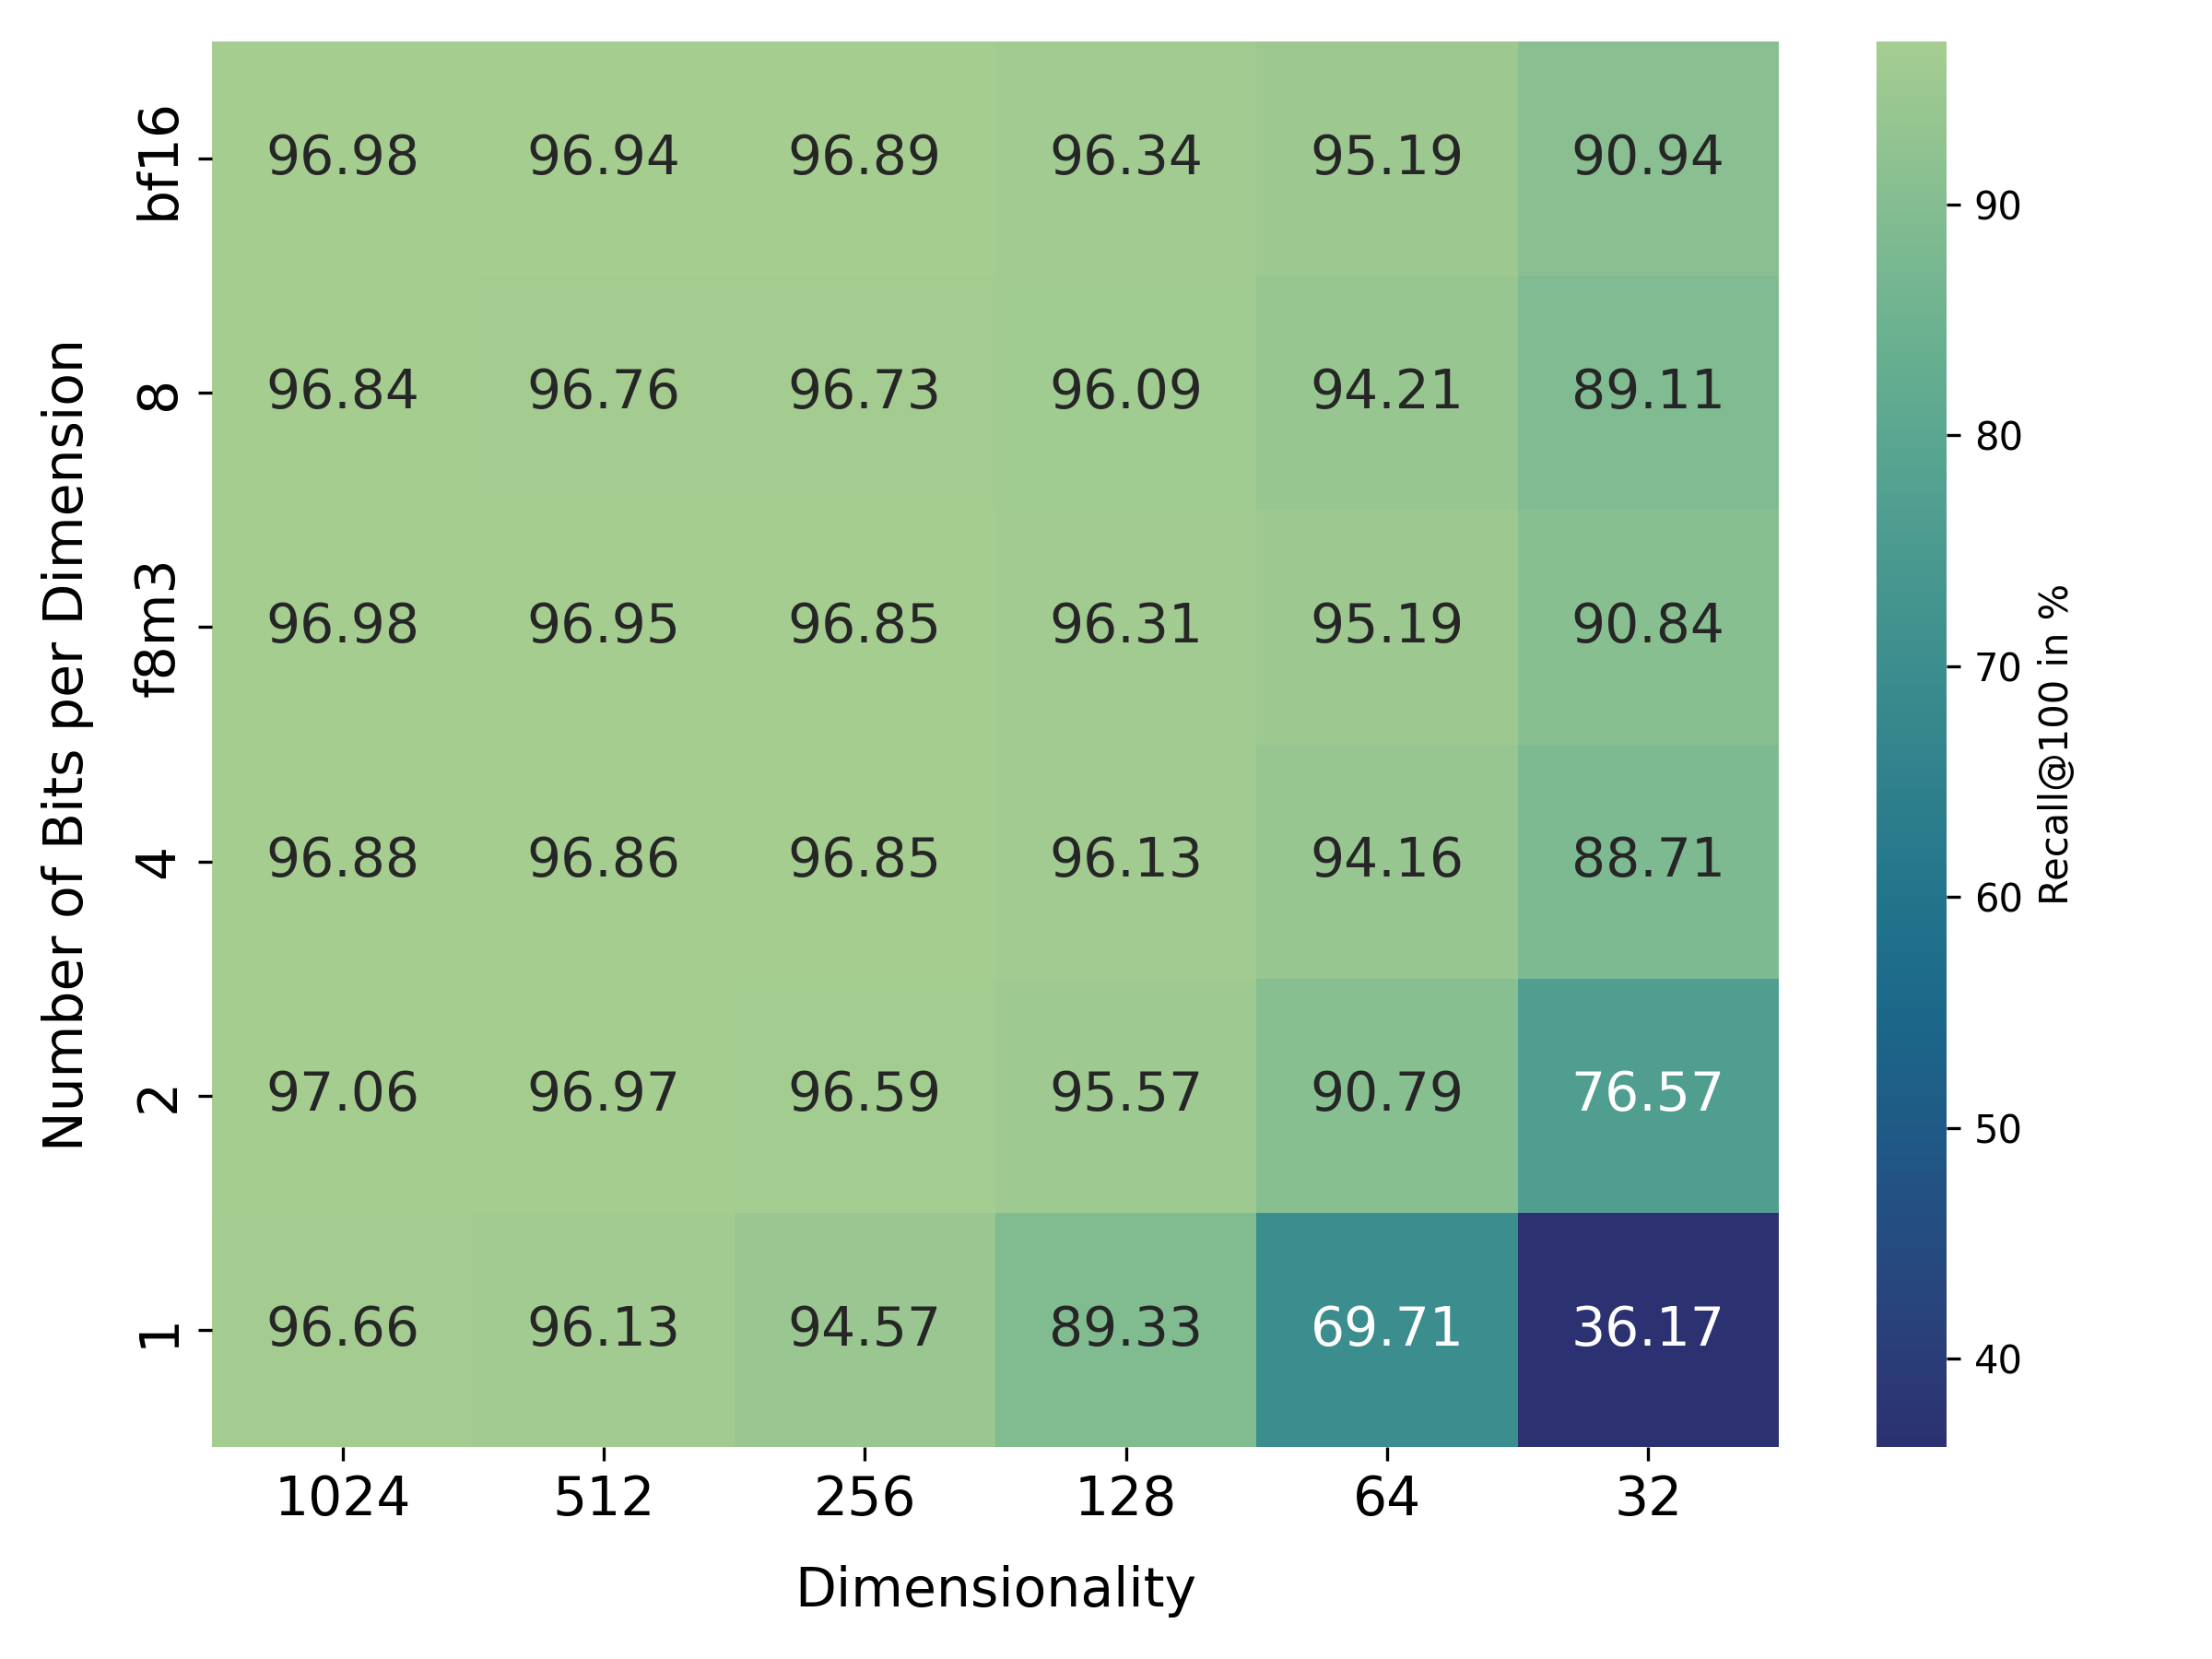 Number of Bits per Dimension
bf16 96.98 96.94 96.89 96.34 95.19 90.94
8 96.84 96.76 96.73 96.09 94.21 89.11
f8m3 96.98 96.95 96.85 96.31 95.19 90.84
4 96.88 96.86 96.85 96.13 94.16 88.71
2 97.06 96.97 96.59 95.57 90.79 76.57
1 96.66 96.13 94.57 89.33 69.71 36.17
1024 512 256 128 64 32
Dimensionality
90
80
70
60
50
40
Recall@100 in %